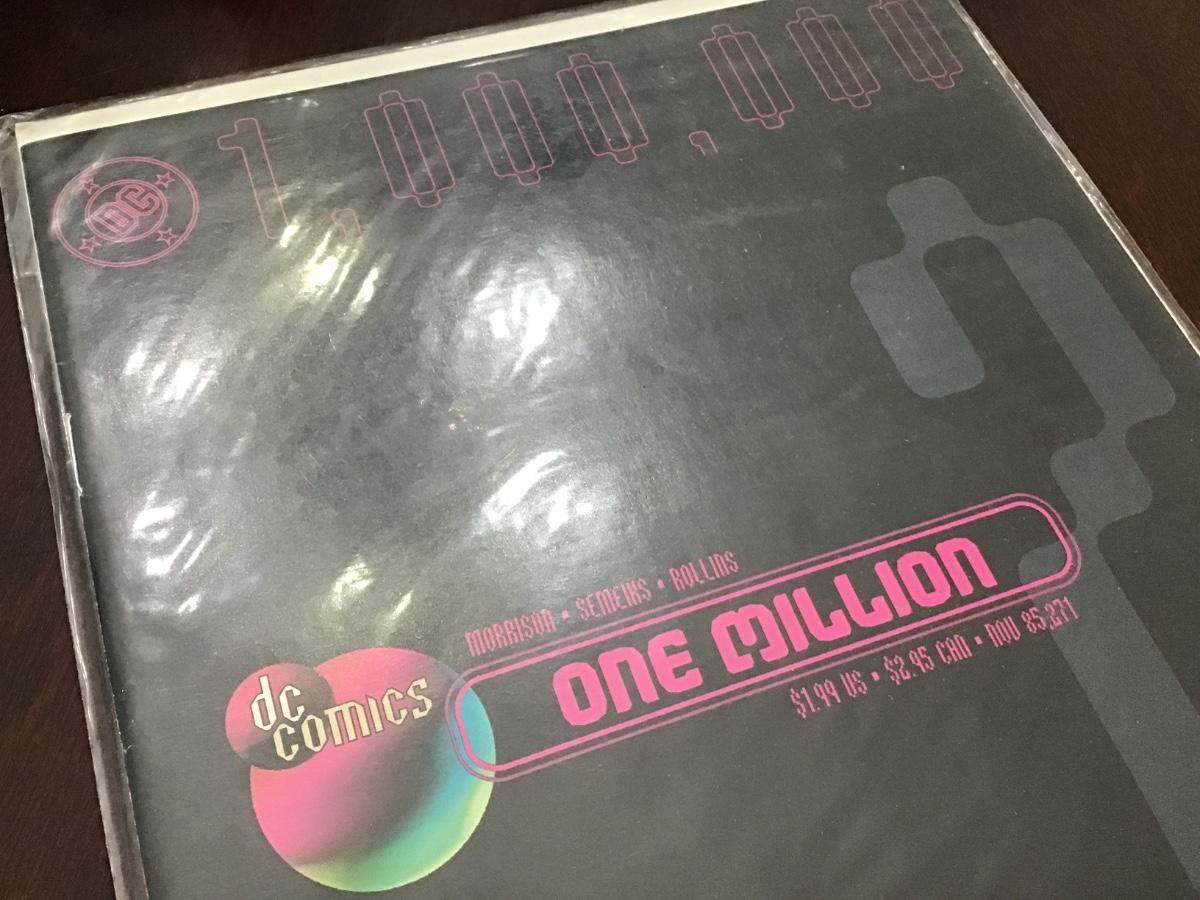 DC
1,000,000
MORRISON • SEMEIKS • ROLLINS
ONE MILLION
$1.99 US • $2.95 CAN • NOV 85,271
dc
comics